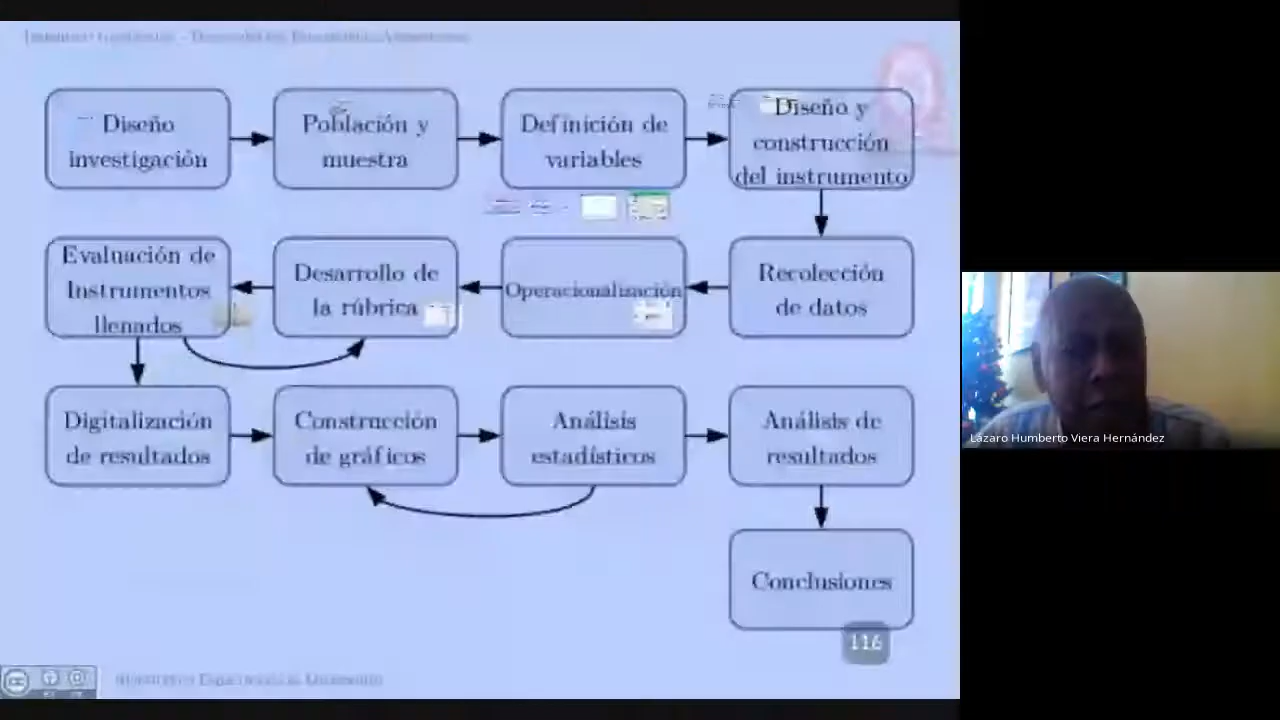 Diseño
investigación
Población y
muestra
Definición de
variables
Diseño y
construcción
del instrumento
Evaluación de
Instrumentos
llenados
Desarrollo de
la rúbrica
Operacionalización
Recolección
de datos
Digitalización
de resultados
Construcción
de gráficos
Análisis
estadísticos
Análisis de
resultados
Conclusiones
116
Lázaro Humberto Viera Hernández